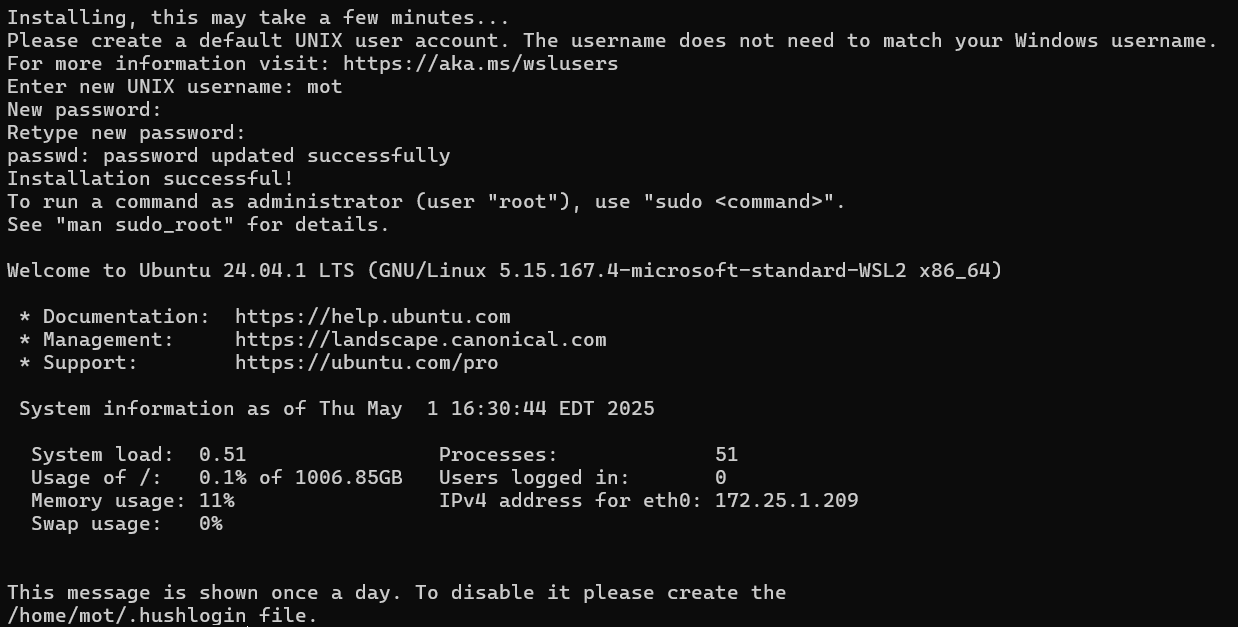 Installing, this may take a few minutes...
Please create a default UNIX user account. The username does not need to match your Windows username.
For more information visit: https://aka.ms/wslusers
Enter new UNIX username: mot
New password:
Retype new password:
passwd: password updated successfully
Installation successful!
To run a command as administrator (user "root"), use "sudo <command>".
See "man sudo_root" for details.

Welcome to Ubuntu 24.04.1 LTS (GNU/Linux 5.15.167.4-microsoft-standard-WSL2 x86_64)

 * Documentation:  https://help.ubuntu.com
 * Management:     https://landscape.canonical.com
 * Support:        https://ubuntu.com/pro

 System information as of Thu May  1 16:30:44 EDT 2025

  System load:  0.51                Processes:             51
  Usage of /:   0.1% of 1006.85GB   Users logged in:       0
  Memory usage: 11%                 IPv4 address for eth0: 172.25.1.209
  Swap usage:   0%


This message is shown once a day. To disable it please create the
/home/mot/.hushlogin file.